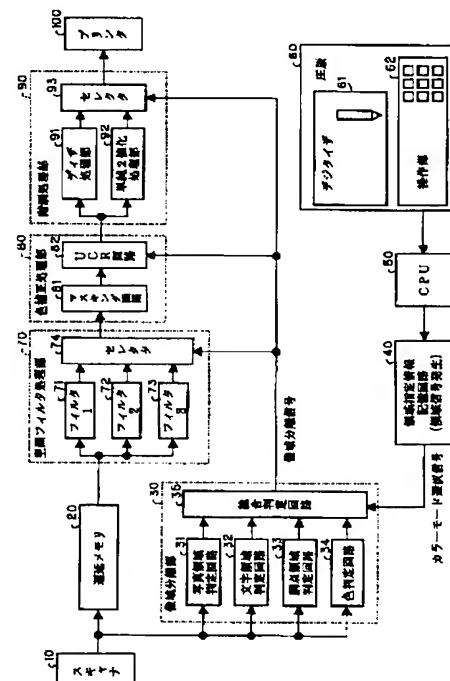 10
スキャナ
20
遅延メモリ
30
像域分離部
31
写真領域
判定回路
32
文字領域
判定回路
33
網点領域
判定回路
34
色判定回路
35
総合判定回路
像域分離信号
カラーモード選択信号
40
領域指定情報
記憶回路
(領域信号発生)
50
CPU
60
圧版
61
デジタイザ
62
操作部
70
空間フィルタ処理部
71
フィルタ
1
72
フィルタ
2
73
フィルタ
3
74
セレクタ
80
色補正処理部
81
マスキング回路
82
UCR回路
90
階調処理部
91
ディザ
処理部
92
単純2値化
処理部
93
セレクタ
100
プリンタ